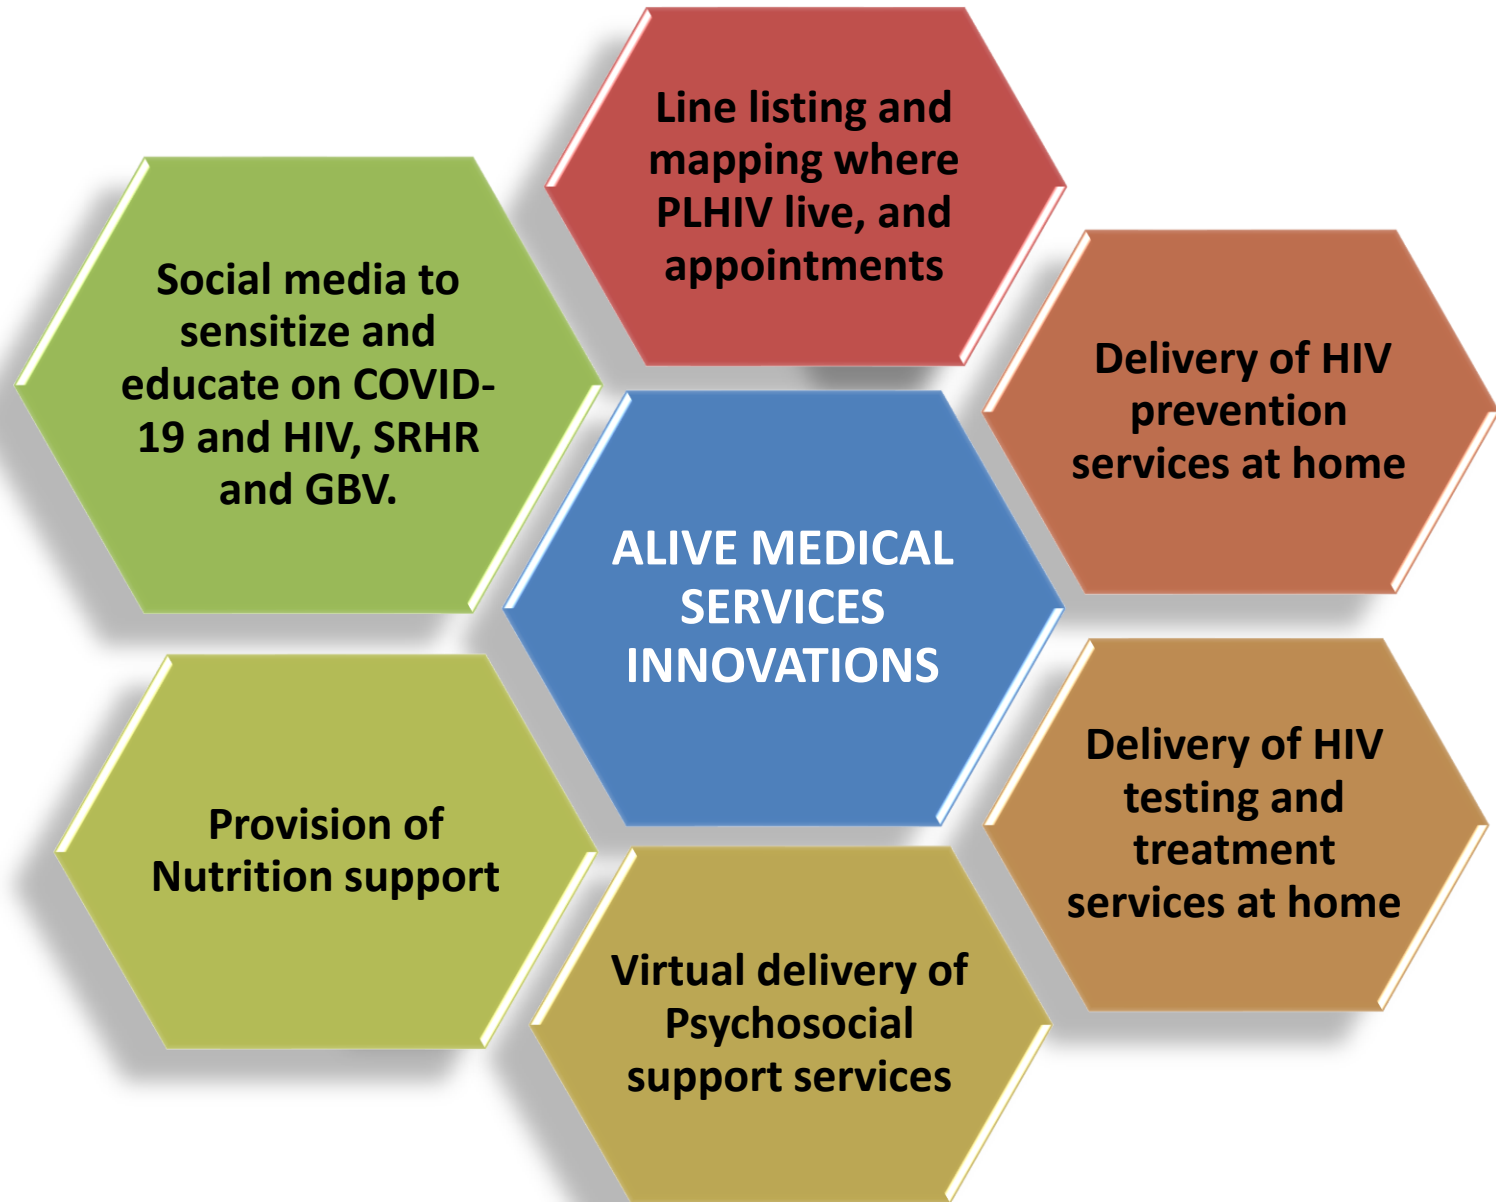 Line listing and
mapping where
PLHIV live, and
appointments
Social media to
sensitize and
educate on COVID-
19 and HIV, SRHR
and GBV.
Delivery of HIV
prevention
services at home
ALIVE MEDICAL
SERVICES
INNOVATIONS
Delivery of HIV
testing and
treatment
services at home
Provision of
Nutrition support
Virtual delivery of
Psychosocial
support services